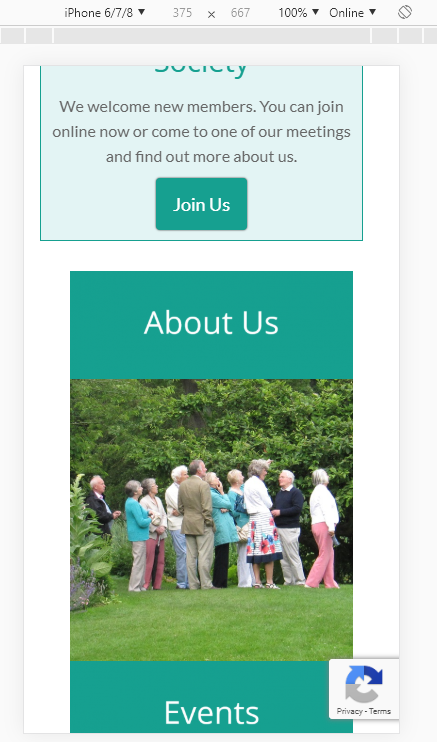 iPhone 6/7/8 ▼ 375 × 667 100% ▼ Online ▼
Society
We welcome new members. You can join
online now or come to one of our meetings
and find out more about us.
Join Us
About Us
Events
Privacy - Terms